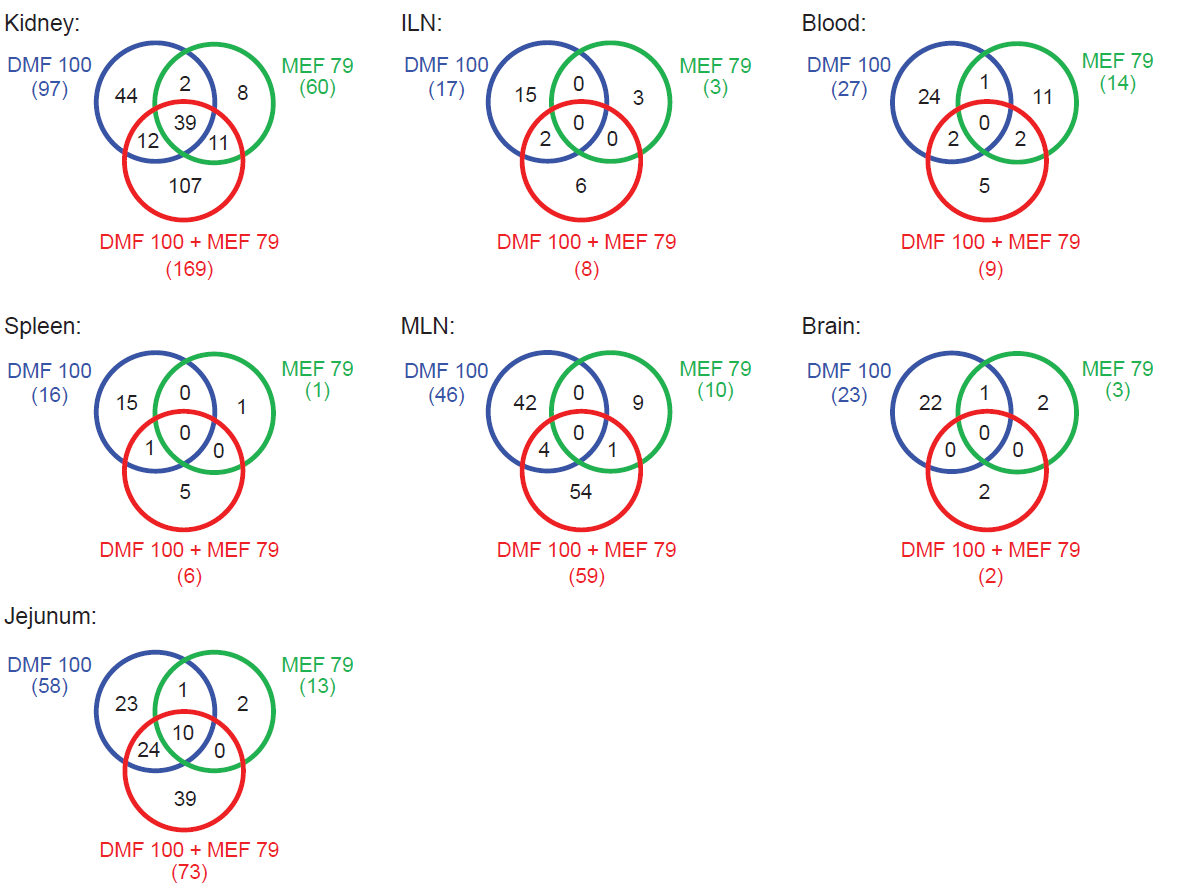 Kidney:
DMF 100
(97)
MEF 79
(60)
44
2
8
39
12
11
107
DMF 100 + MEF 79
(169)
ILN:
DMF 100
(17)
MEF 79
(3)
15
0
3
0
2
0
6
DMF 100 + MEF 79
(8)
Blood:
DMF 100
(27)
MEF 79
(14)
24
1
11
0
2
2
5
DMF 100 + MEF 79
(9)
Spleen:
DMF 100
(16)
MEF 79
(1)
15
0
1
0
1
0
5
DMF 100 + MEF 79
(6)
MLN:
DMF 100
(46)
MEF 79
(10)
42
0
9
0
4
1
54
DMF 100 + MEF 79
(59)
Brain:
DMF 100
(23)
MEF 79
(3)
22
1
2
0
0
0
2
DMF 100 + MEF 79
(2)
Jejunum:
DMF 100
(58)
MEF 79
(13)
23
1
2
10
24
0
39
DMF 100 + MEF 79
(73)